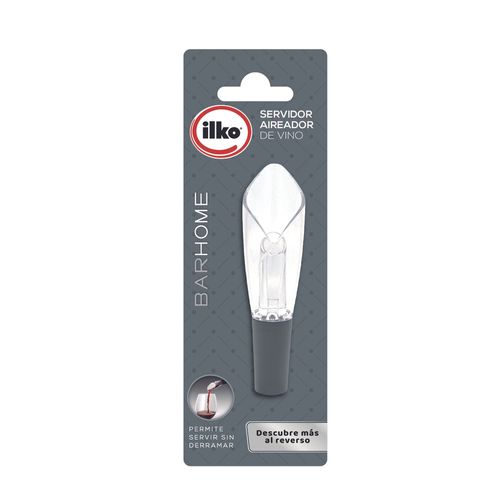 ilko
SERVIDOR
AIREADOR
DE VINO
BARHOME
PERMITE
SERVIR SIN
DERRAMAR
Descubre más
al reverso